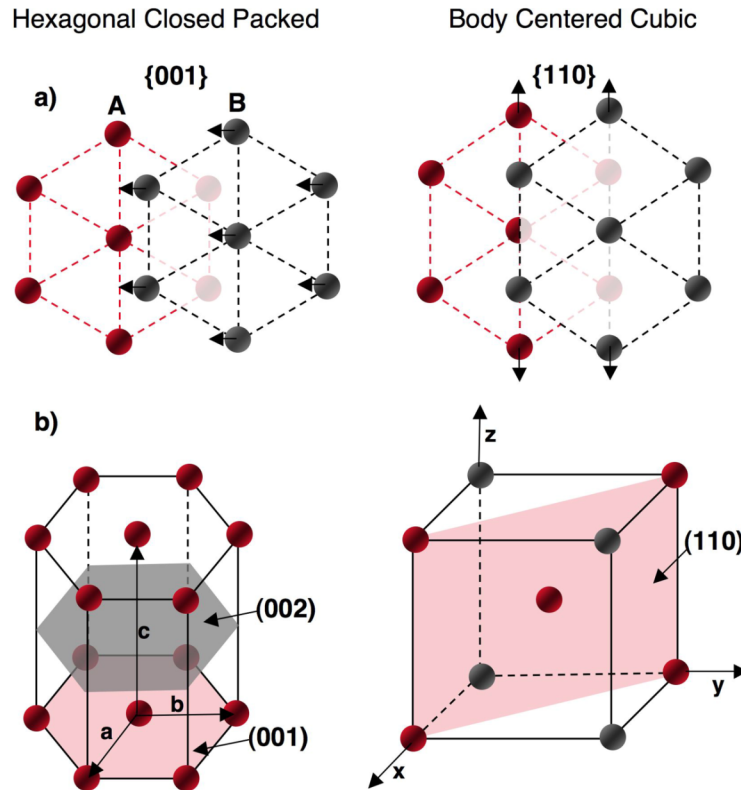 Hexagonal Closed Packed
Body Centered Cubic
a)
{001}
A
B
{110}
b)
c
(002)
b
a
(001)
z
(110)
y
x